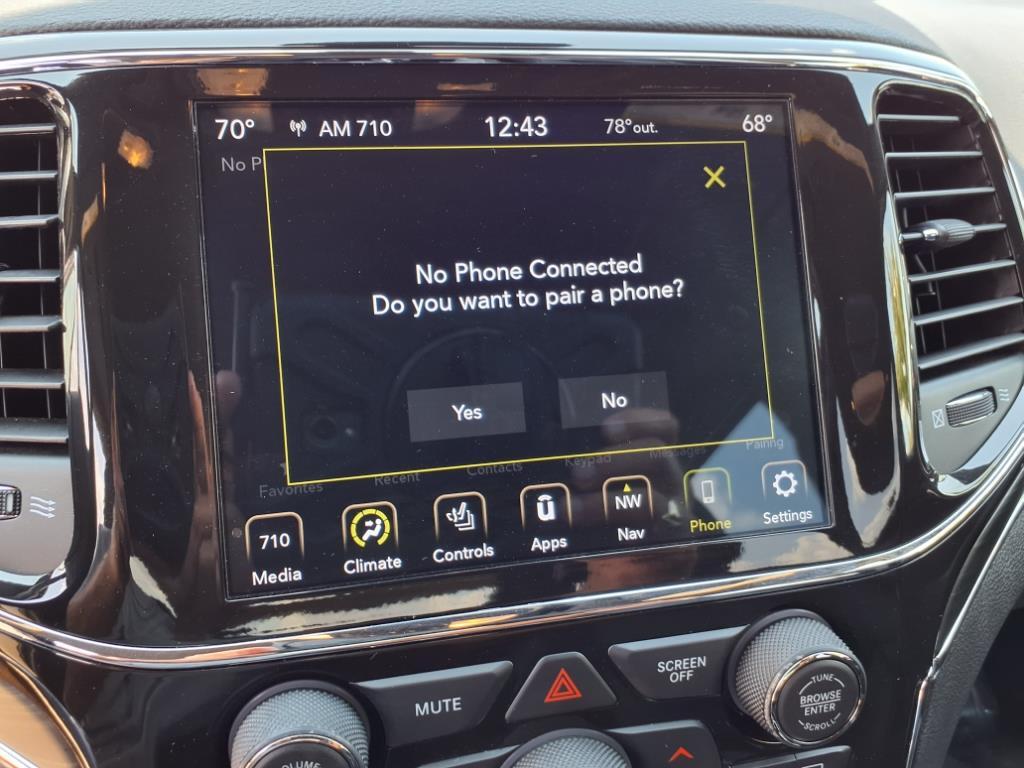 70° AM 710 12:43 78°out. 68°
No P
No Phone Connected
Do you want to pair a phone?
Yes No
Favorites Recent Contacts Keypad Messages Pairing
710 NW
Media Climate Controls Apps Nav Phone Settings
MUTE
SCREEN
OFF
TUNE
BROWSE
ENTER
SCROLL
VOLUME